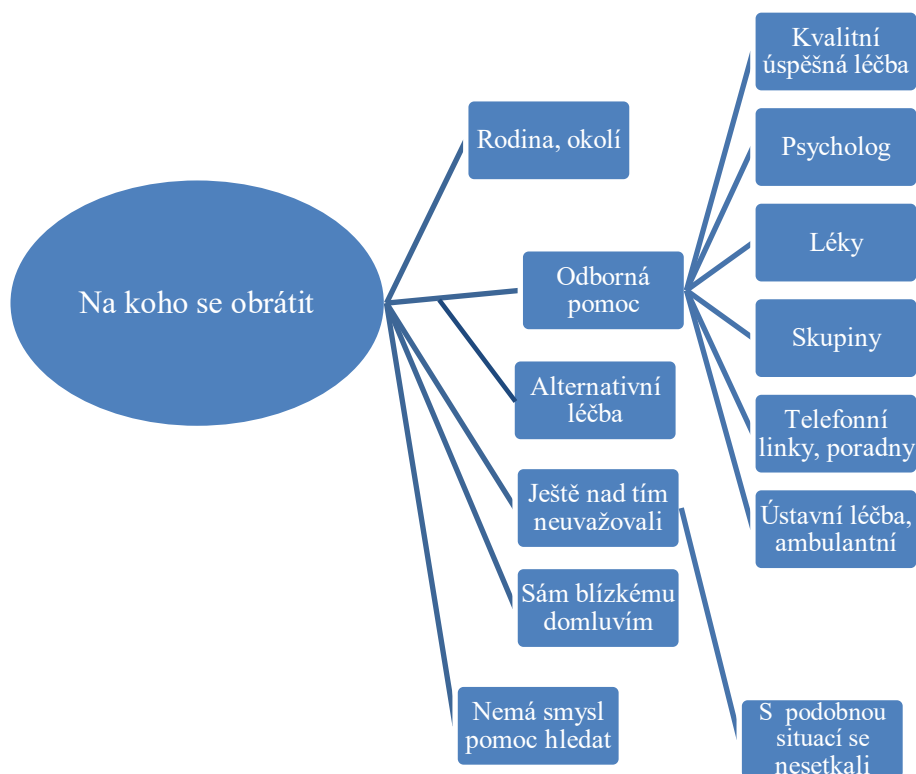 Na koho se obrátit
Rodina, okolí
Odborná
pomoc
Alternativní
léčba
Ještě nad tím
neuvažovali
Sám blízkému
domluvím
Nemá smysl
pomoc hledat
Kvalitní
úspěšná léčba
Psycholog
Léky
Skupiny
Telefonní
linky, poradny
Ústavní léčba,
ambulantní
S podobnou
situací se
nesetkali